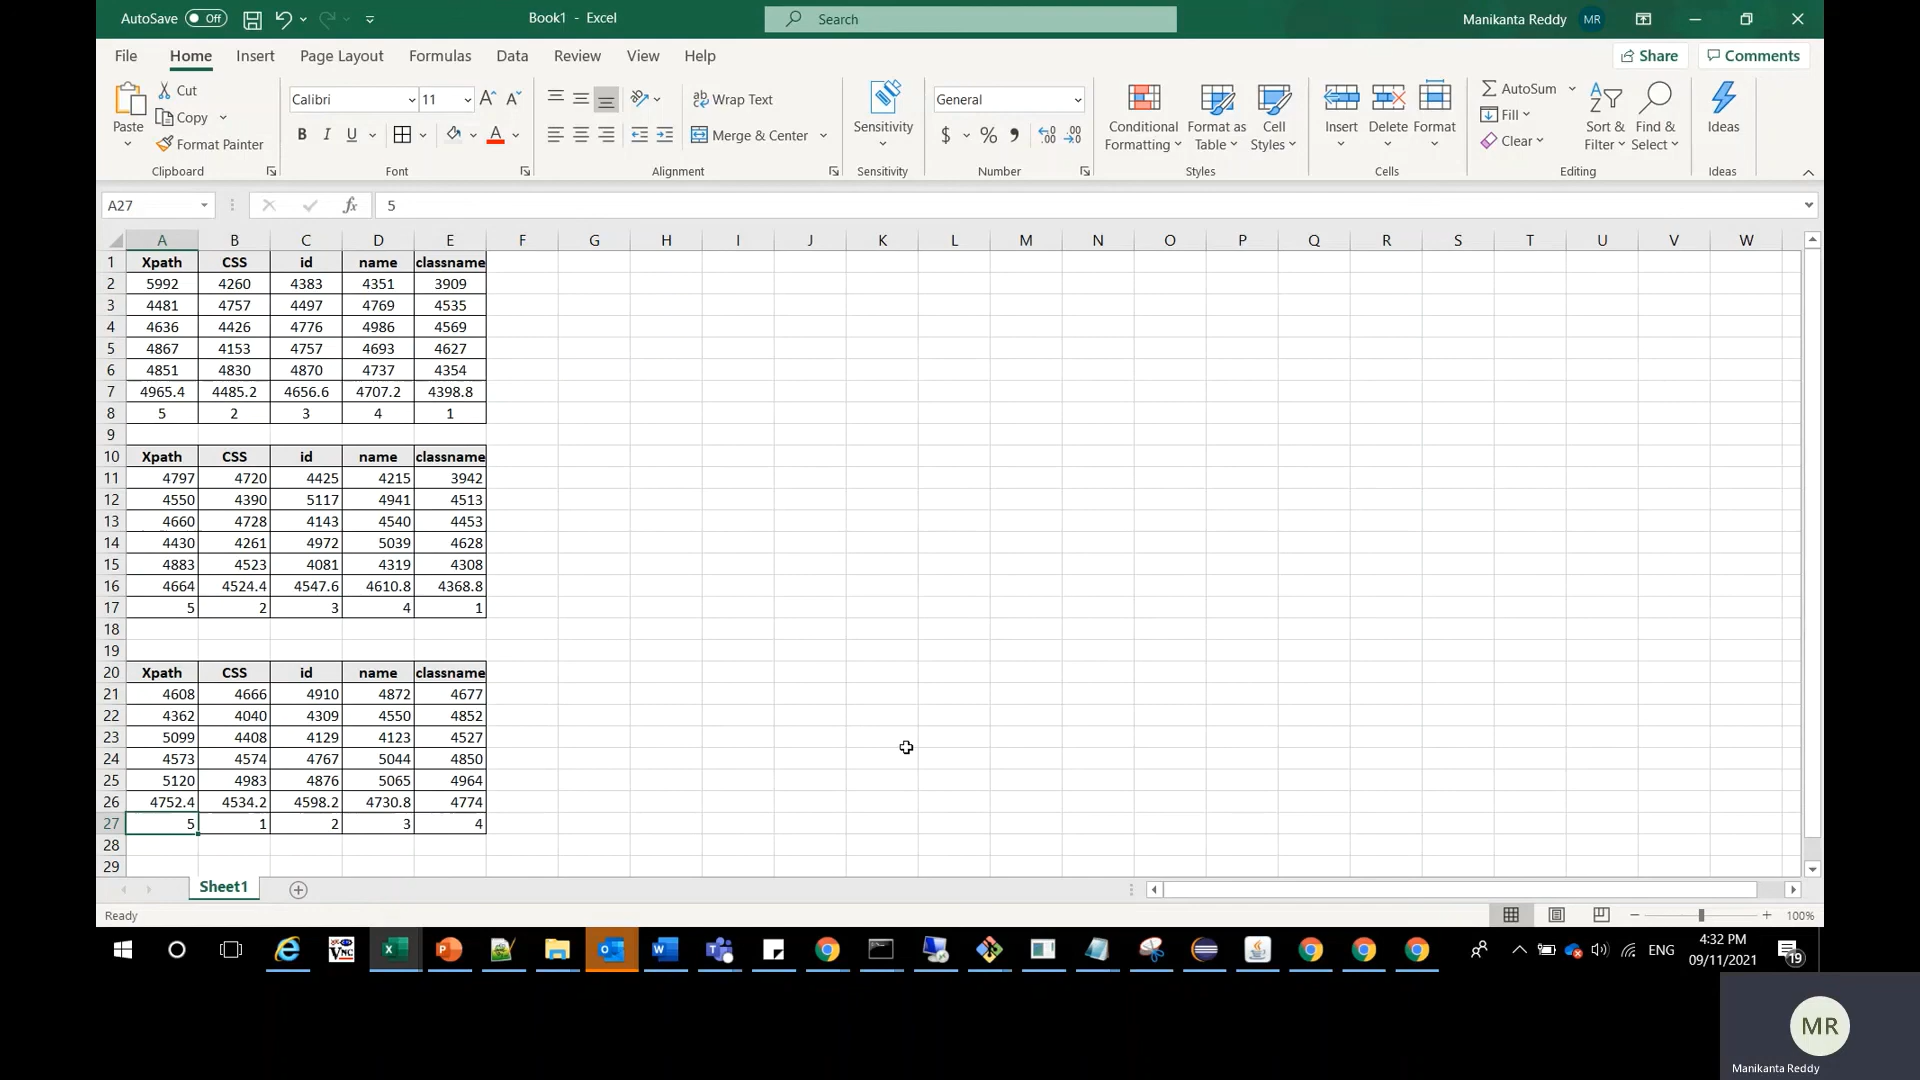 AutoSave Off Book1 - Excel Search Manikanta Reddy MR
File Home Insert Page Layout Formulas Data Review View Help Share Comments
Paste Cut Copy Format Painter Clipboard
Calibri 11 A A B I U A Font
ab Wrap Text Merge & Center Alignment
Sensitivity Sensitivity
General $ % Number
Conditional Formatting Format as Table Cell Styles Styles
Insert Delete Format Cells
AutoSum Fill Clear Sort & Filter Find & Select Editing
Ideas Ideas
A27 fx 5
A B C D E F G H I J K L M N O P Q R S T U V W
1 Xpath CSS id name classname
2 5992 4260 4383 4351 3909
3 4481 4757 4497 4769 4535
4 4636 4426 4776 4986 4569
5 4867 4153 4757 4693 4627
6 4851 4830 4870 4737 4354
7 4965.4 4485.2 4656.6 4707.2 4398.8
8 5 2 3 4 1
9
10 Xpath CSS id name classname
11 4797 4720 4425 4215 3942
12 4550 4390 5117 4941 4513
13 4660 4728 4143 4540 4453
14 4430 4261 4972 5039 4628
15 4883 4523 4081 4319 4308
16 4664 4524.4 4547.6 4610.8 4368.8
17 5 2 3 4 1
18
19
20 Xpath CSS id name classname
21 4608 4666 4910 4872 4677
22 4362 4040 4309 4550 4852
23 5099 4408 4129 4123 4527
24 4573 4574 4767 5044 4850
25 5120 4983 4876 5065 4964
26 4752.4 4534.2 4598.2 4730.8 4774
27 5 1 2 3 4
28
29
Sheet1
Ready 100%
ENG 4:32 PM
09/11/2021 19
MR
Manikanta Reddy